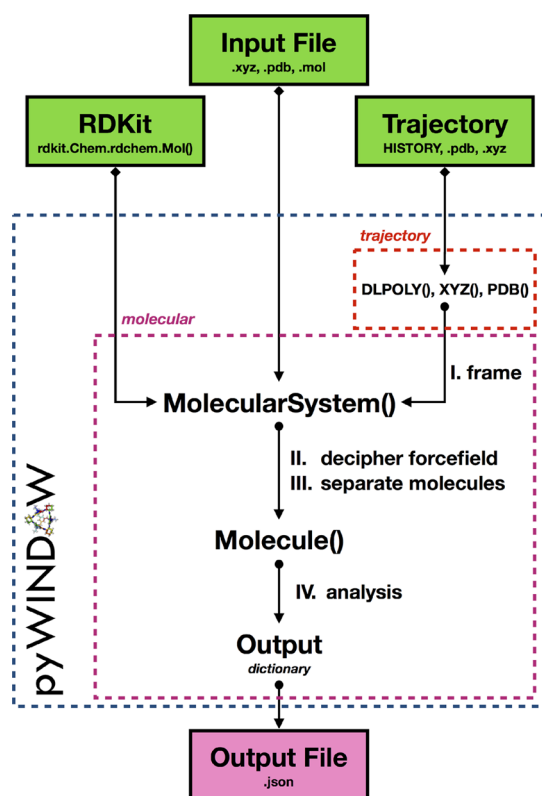 Input File
.xyz, .pdb, .mol
RDKit
rdkit.Chem.rdchem.Mol()
Trajectory
HISTORY, .pdb, .xyz
trajectory
DLPOLY(), XYZ(), PDB()
molecular
I. frame
MolecularSystem()
II. decipher forcefield
III. separate molecules
Molecule()
IV. analysis
Output
dictionary
pyWINDOW
Output File
.json